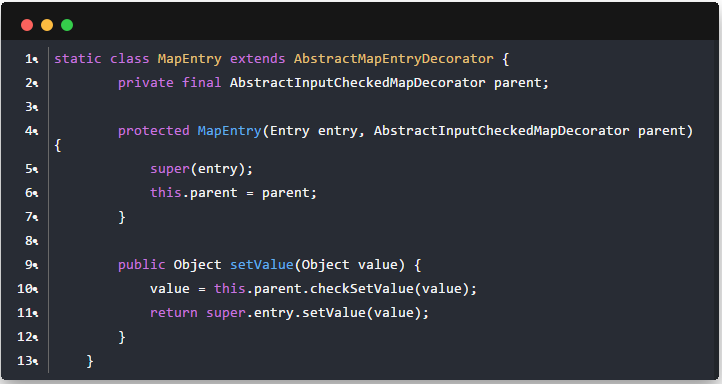 1 static class MapEntry extends AbstractMapEntryDecorator {
2         private final AbstractInputCheckedMapDecorator parent;
3
4         protected MapEntry(Entry entry, AbstractInputCheckedMapDecorator parent)
{
5             super(entry);
6             this.parent = parent;
7         }
8
9         public Object setValue(Object value) {
10             value = this.parent.checkSetValue(value);
11             return super.entry.setValue(value);
12         }
13     }